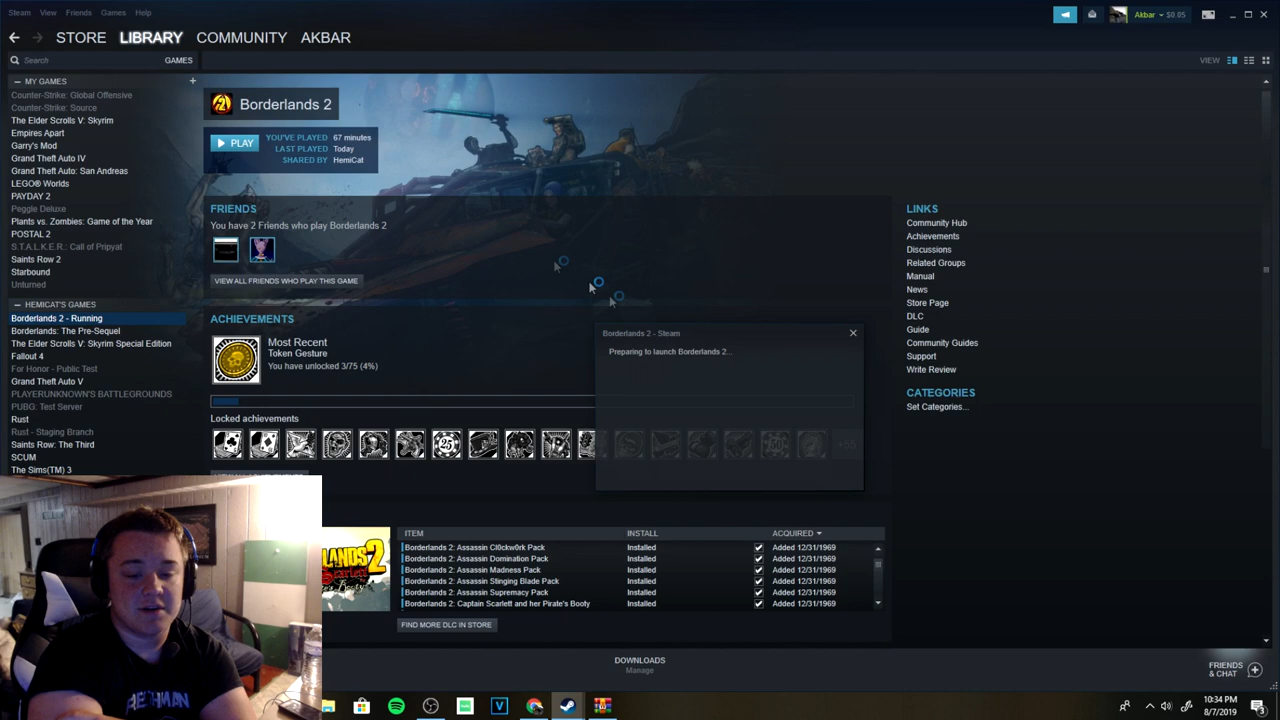 Steam View Friends Games Help
Akbar $0.05
STORE LIBRARY COMMUNITY AKBAR
Search GAMES
VIEW
MY GAMES
Counter-Strike: Global Offensive
Counter-Strike: Source
The Elder Scrolls V: Skyrim
Empires Apart
Garry's Mod
Grand Theft Auto IV
Grand Theft Auto: San Andreas
LEGO® Worlds
PAYDAY 2
Peggle Deluxe
Plants vs. Zombies: Game of the Year
POSTAL 2
S.T.A.L.K.E.R.: Call of Pripyat
Saints Row 2
Starbound
Unturned
HEMICAT'S GAMES
Borderlands 2 - Running
Borderlands: The Pre-Sequel
The Elder Scrolls V: Skyrim Special Edition
Fallout 4
For Honor - Public Test
Grand Theft Auto V
PLAYERUNKNOWN'S BATTLEGROUNDS
PUBG: Test Server
Rust
Rust - Staging Branch
Saints Row: The Third
SCUM
The Sims(TM) 3
Borderlands 2
PLAY
YOU'VE PLAYED 67 minutes
LAST PLAYED Today
SHARED BY HemiCat
FRIENDS
You have 2 Friends who play Borderlands 2
VIEW ALL FRIENDS WHO PLAY THIS GAME
ACHIEVEMENTS
Most Recent
Token Gesture
You have unlocked 3/75 (4%)
Locked achievements
25
+55
Borderlands 2 - Steam
Preparing to launch Borderlands 2...
LINKS
Community Hub
Achievements
Discussions
Related Groups
Manual
News
Store Page
DLC
Guide
Community Guides
Support
Write Review
CATEGORIES
Set Categories...
ITEM INSTALL ACQUIRED
Borderlands 2: Assassin Cl0ckw0rk Pack Installed Added 12/31/1969
Borderlands 2: Assassin Domination Pack Installed Added 12/31/1969
Borderlands 2: Assassin Madness Pack Installed Added 12/31/1969
Borderlands 2: Assassin Stinging Blade Pack Installed Added 12/31/1969
Borderlands 2: Assassin Supremacy Pack Installed Added 12/31/1969
Borderlands 2: Captain Scarlett and her Pirate's Booty Installed Added 12/31/1969
FIND MORE DLC IN STORE
DOWNLOADS
Manage
FRIENDS
& CHAT
10:34 PM
8/7/2019